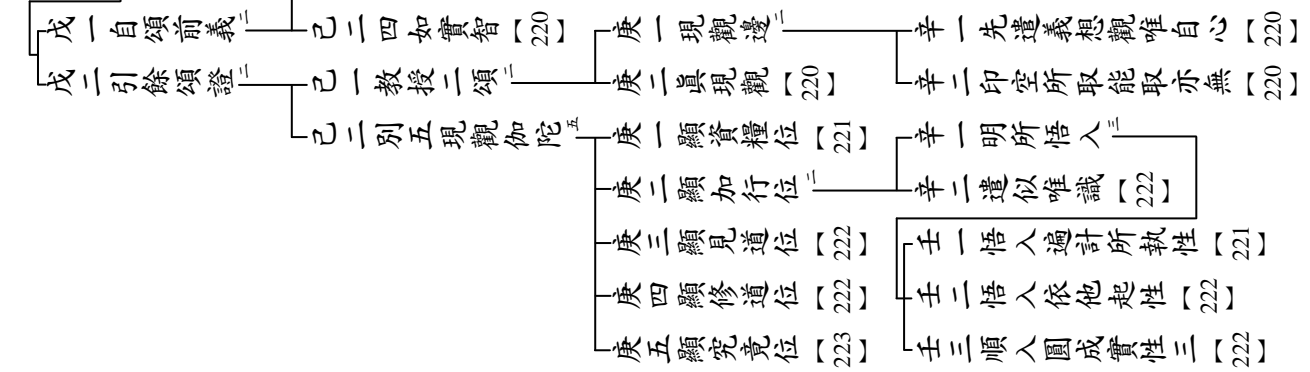 戊一自頌前義二
己二四如實智【220】
庚一現觀邊二
辛一先遣義想觀唯自心【220】
戊二引餘頌證二
己一教授二頌二
庚二真現觀【220】
辛二印空所取能取亦無【220】
己二別五現觀伽陀五
庚一顯資糧位【221】
辛一明所悟入三
庚二顯加行位二
辛二遣似唯識【222】
庚三顯見道位【222】
壬一悟入遍計所執性【221】
庚四顯修道位【222】
壬二悟入依他起性【222】
庚五顯究竟位【223】
壬三順入圓成實性三【222】